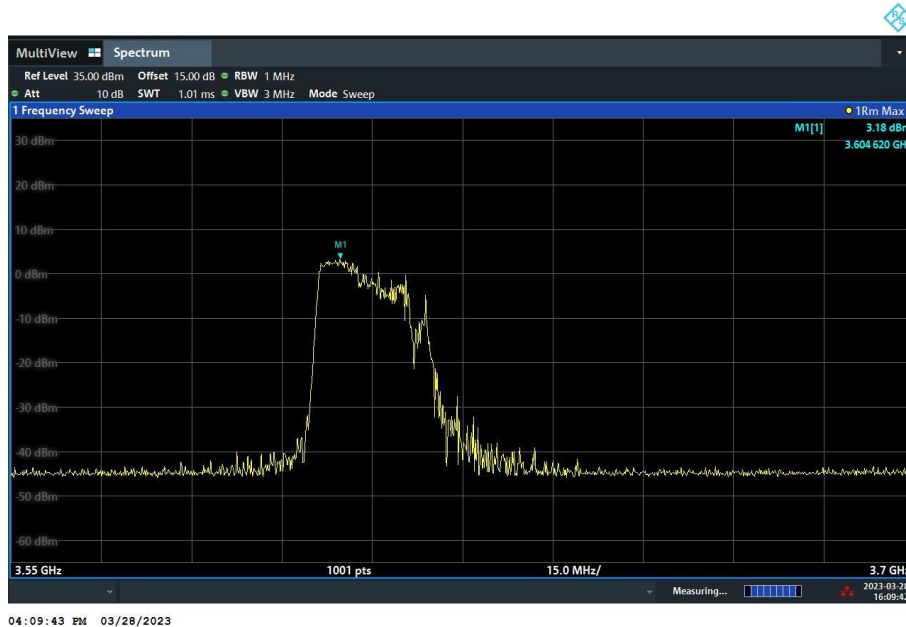 R S
MultiView Spectrum
Ref Level 35.00 dBm Offset 15.00 dB RBW 1 MHz
Att 10 dB SWT 1.01 ms VBW 3 MHz Mode Sweep
1 Frequency Sweep 1Rm Max
M1[1] 3.18 dBm
3.604 620 GH
30 dBm
20 dBm
10 dBm
M1
0 dBm
-10 dBm
-20 dBm
-30 dBm
-40 dBm
-50 dBm
-60 dBm
3.55 GHz 1001 pts 15.0 MHz/ 3.7 GHz
Measuring... 2023-03-28
16:09:42
04:09:43 PM 03/28/2023